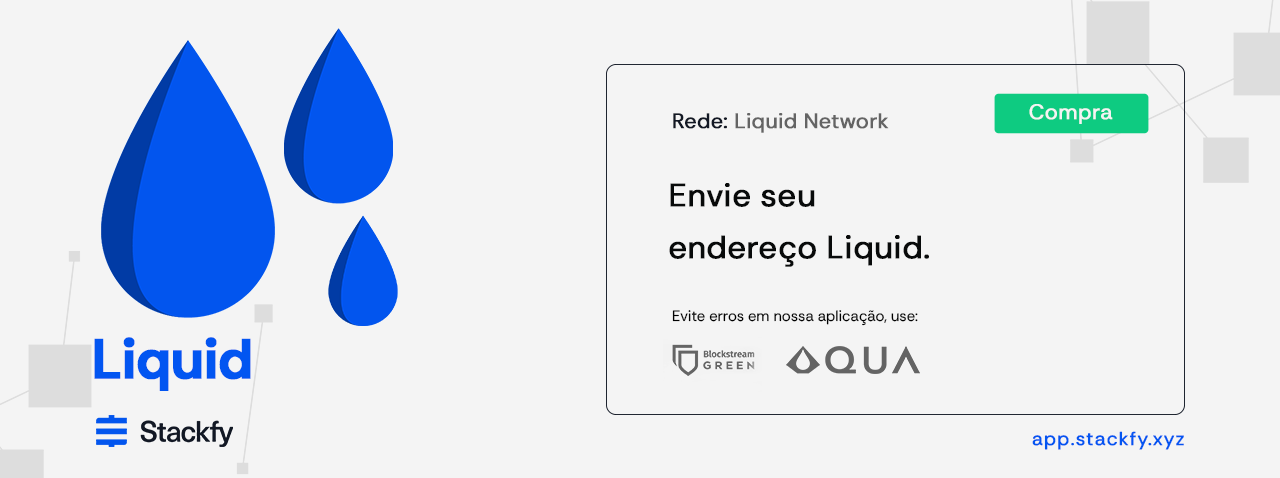 Liquid
Stackfy
Rede: Liquid Network
Compra
Envie seu
endereço Liquid.
Evite erros em nossa aplicação, use:
Blockstream
GREEN
AQUA
app.stackfy.xyz